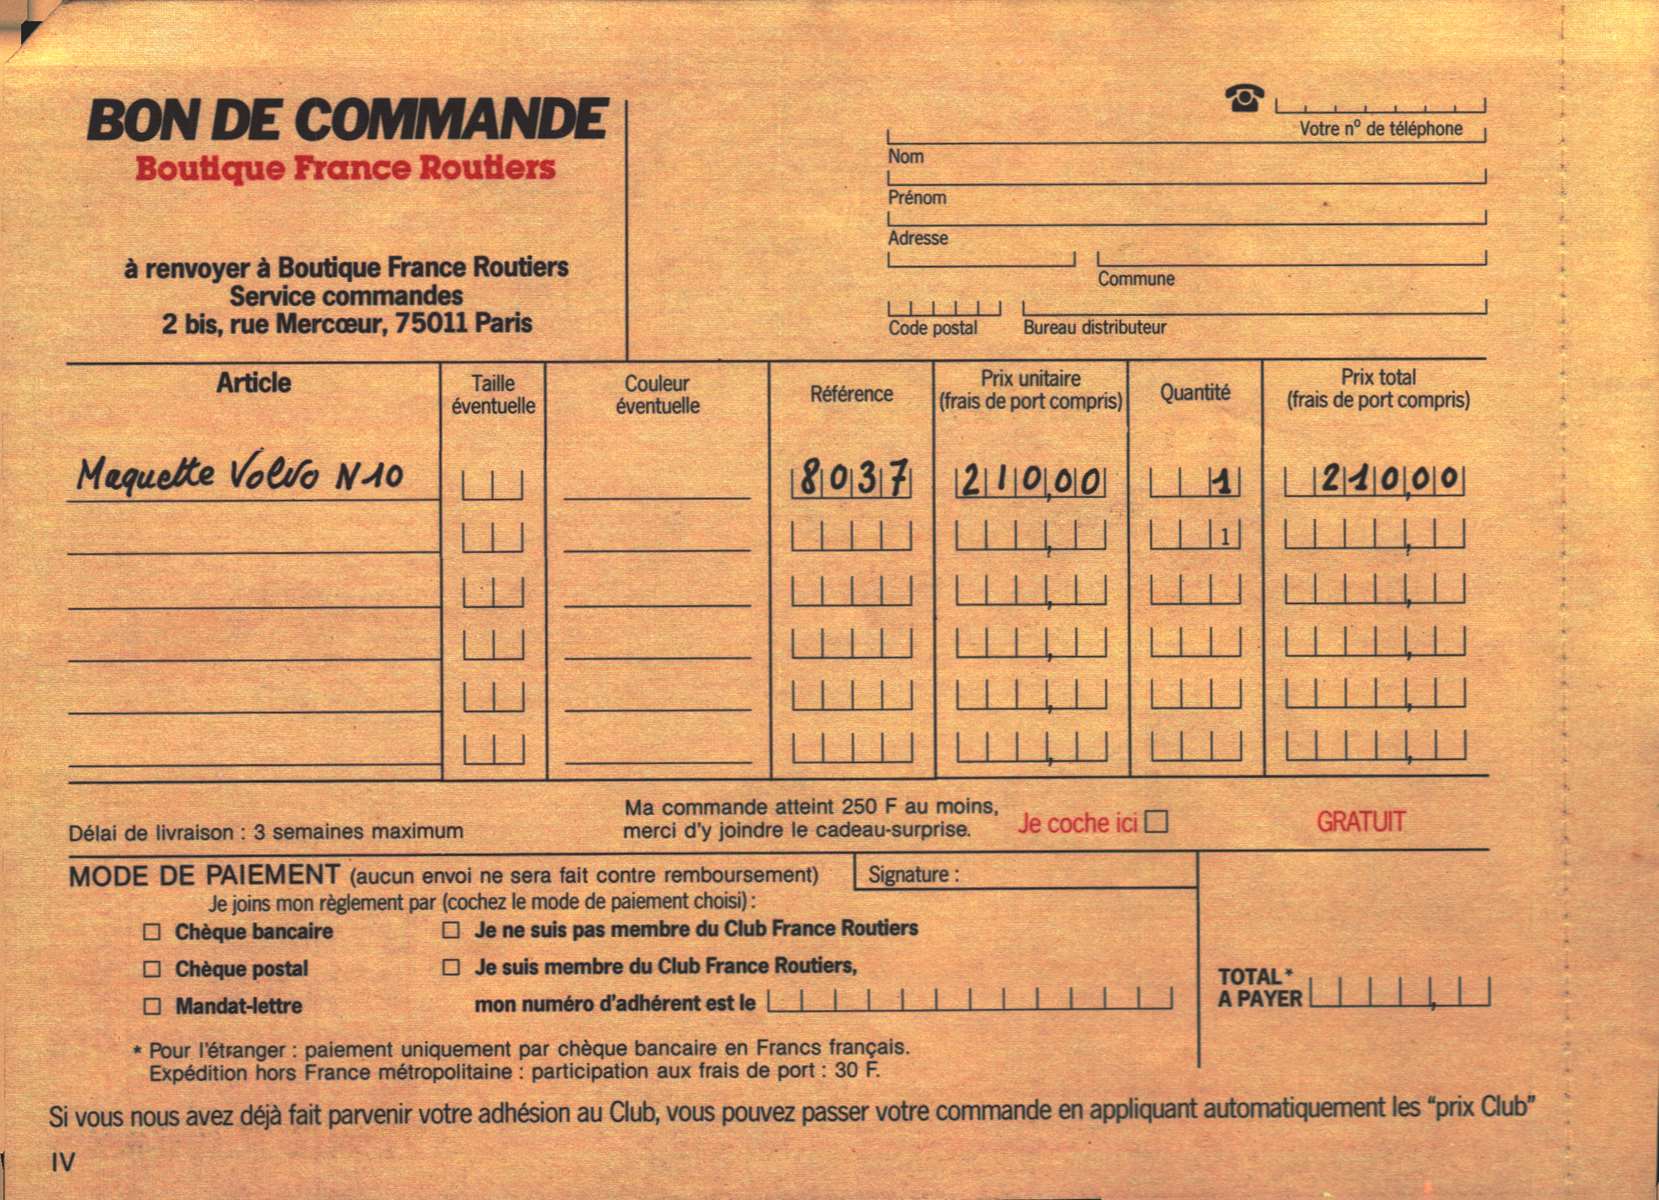 BON DE COMMANDE
Boutique France Routiers
à renvoyer à Boutique France Routiers
Service commandes
2 bis, rue Mercœur, 75011 Paris
Votre n° de téléphone
Nom
Prénom
Adresse
Commune
Code postal Bureau distributeur
Article Taille éventuelle Couleur éventuelle Référence Prix unitaire (frais de port compris) Quantité Prix total (frais de port compris)
Maquette Volvo N10 8037 210,00 1 210,00
1
Ma commande atteint 250 F au moins,
Délai de livraison : 3 semaines maximum merci d'y joindre le cadeau-surprise. Je coche ici GRATUIT
MODE DE PAIEMENT (aucun envoi ne sera fait contre remboursement) Signature :
Je joins mon règlement par (cochez le mode de paiement choisi) :
Chèque bancaire Je ne suis pas membre du Club France Routiers
Chèque postal Je suis membre du Club France Routiers,
Mandat-lettre mon numéro d'adhérent est le
TOTAL*
A PAYER
* Pour l'étranger : paiement uniquement par chèque bancaire en Francs français.
Expédition hors France métropolitaine : participation aux frais de port : 30 F.
Si vous nous avez déjà fait parvenir votre adhésion au Club, vous pouvez passer votre commande en appliquant automatiquement les "prix Club"
IV